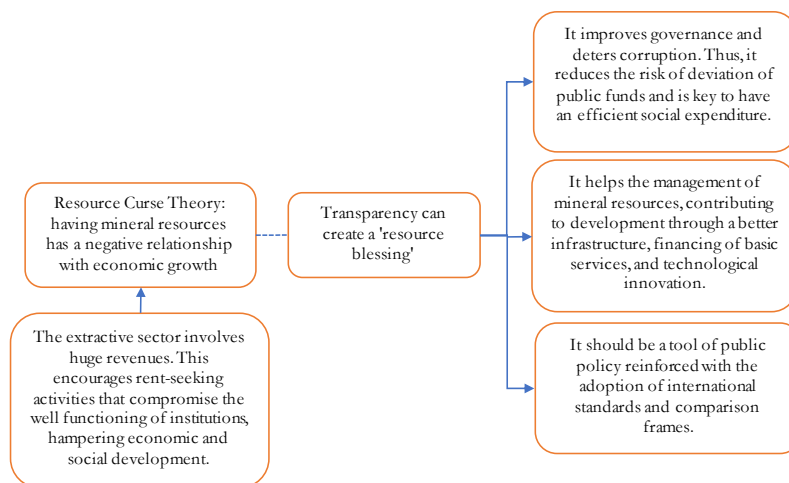 Resource Curse Theory:
having mineral resources
has a negative relationship
with economic growth
The extractive sector involves
huge revenues. This
encourages rent-seeking
activities that compromise the
well functioning of institutions,
hampering economic and
social development.
Transparency can
create a 'resource
blessing'
It improves governance and
deters corruption. Thus, it
reduces the risk of deviation of
public funds and is key to have
an efficient social expenditure.
It helps the management of
mineral resources, contributing
to development through a better
infrastructure, financing of basic
services, and technological
innovation.
It should be a tool of public
policy reinforced with the
adoption of international
standards and comparison
frames.